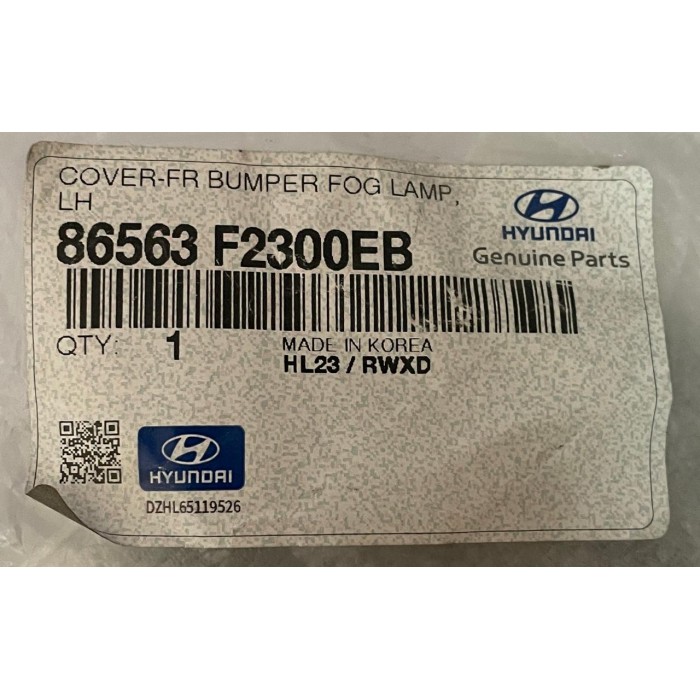 COVER-FR BUMPER FOG LAMP,
LH
86563 F2300EB
HYUNDAI
Genuine Parts
QTY: 1
MADE IN KOREA
HL23 / RWXD
HYUNDAI
DZHL65119526